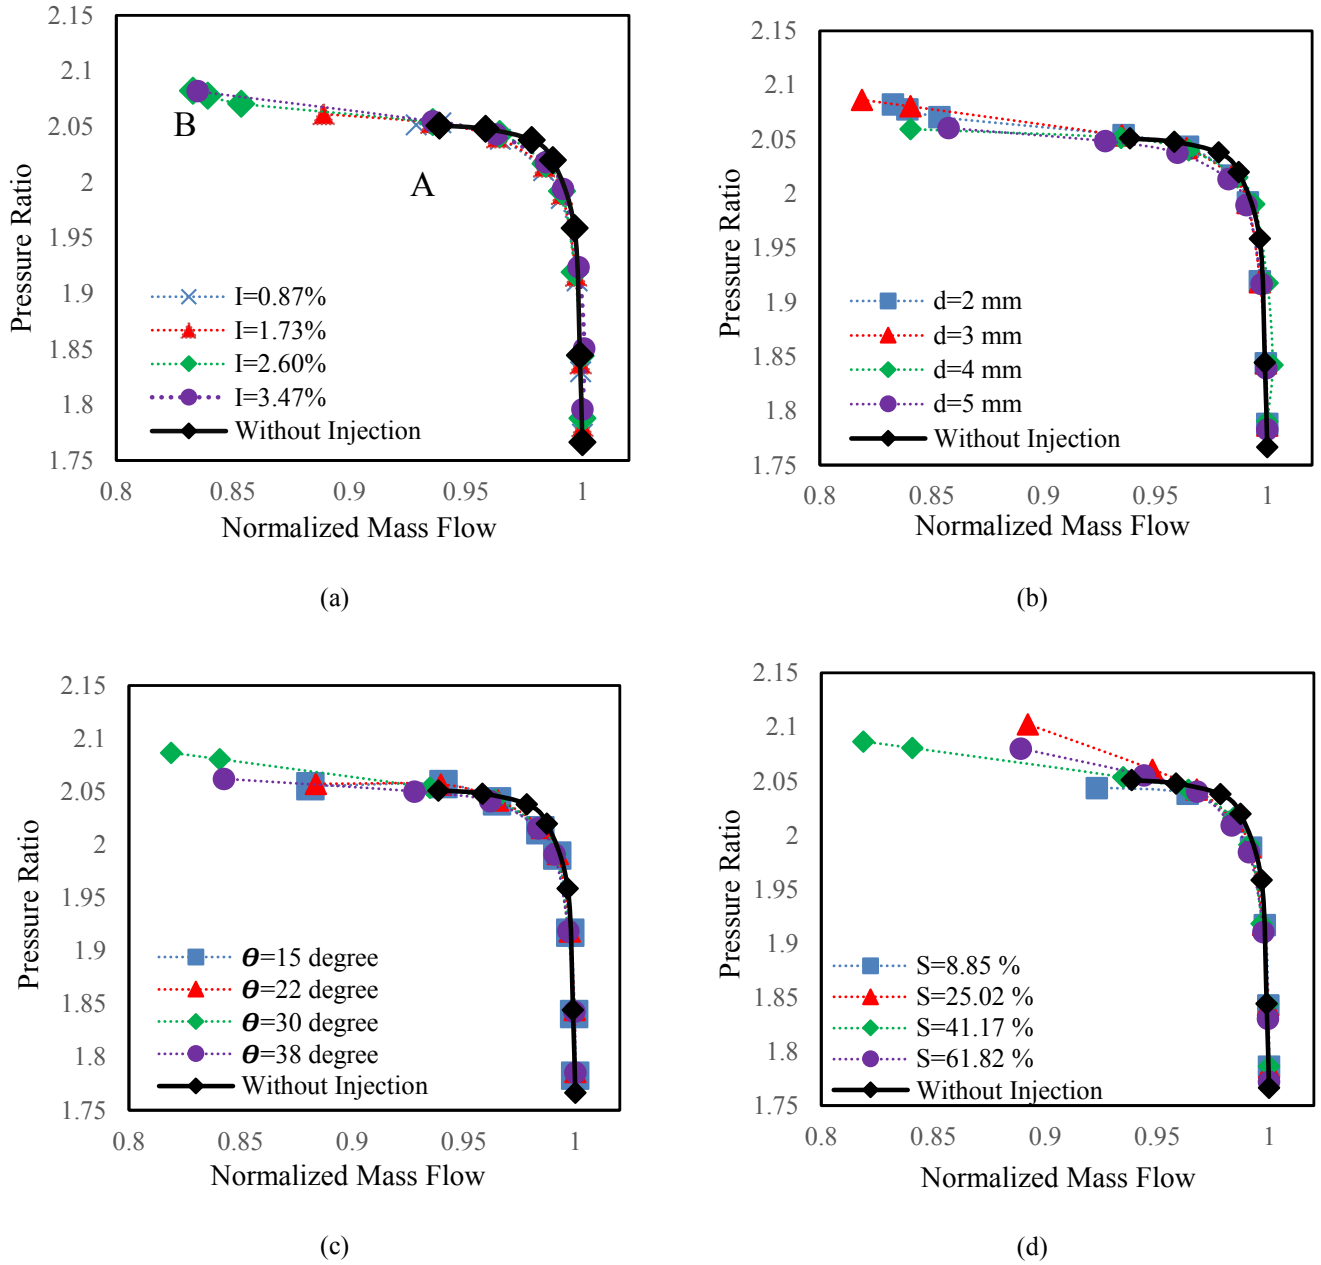 2.15
2.1
2.05
2
1.95
1.9
1.85
1.8
1.75
Pressure Ratio
B
A
I=0.87%
I=1.73%
I=2.60%
I=3.47%
Without Injection
0.8 0.85 0.9 0.95 1
Normalized Mass Flow
(a)
2.15
2.1
2.05
2
1.95
1.9
1.85
1.8
1.75
Pressure Ratio
d=2 mm
d=3 mm
d=4 mm
d=5 mm
Without Injection
0.8 0.85 0.9 0.95 1
Normalized Mass Flow
(b)
2.15
2.1
2.05
2
1.95
1.9
1.85
1.8
1.75
Pressure Ratio
θ=15 degree
θ=22 degree
θ=30 degree
θ=38 degree
Without Injection
0.8 0.85 0.9 0.95 1
Normalized Mass Flow
(c)
2.15
2.1
2.05
2
1.95
1.9
1.85
1.8
1.75
Pressure Ratio
S=8.85 %
S=25.02 %
S=41.17 %
S=61.82 %
Without Injection
0.8 0.85 0.9 0.95 1
Normalized Mass Flow
(d)